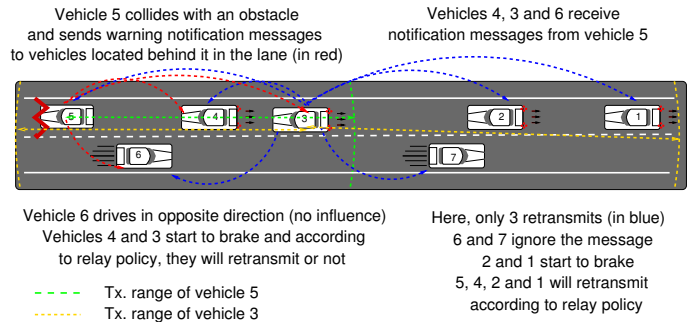 Vehicle 5 collides with an obstacle
and sends warning notification messages
to vehicles located behind it in the lane (in red)
Vehicles 4, 3 and 6 receive
notification messages from vehicle 5
5
4
3
2
1
6
7
Vehicle 6 drives in opposite direction (no influence)
Vehicles 4 and 3 start to brake and according
to relay policy, they will retransmit or not
Here, only 3 retransmits (in blue)
6 and 7 ignore the message
2 and 1 start to brake
5, 4, 2 and 1 will retransmit
according to relay policy
Tx. range of vehicle 5
Tx. range of vehicle 3